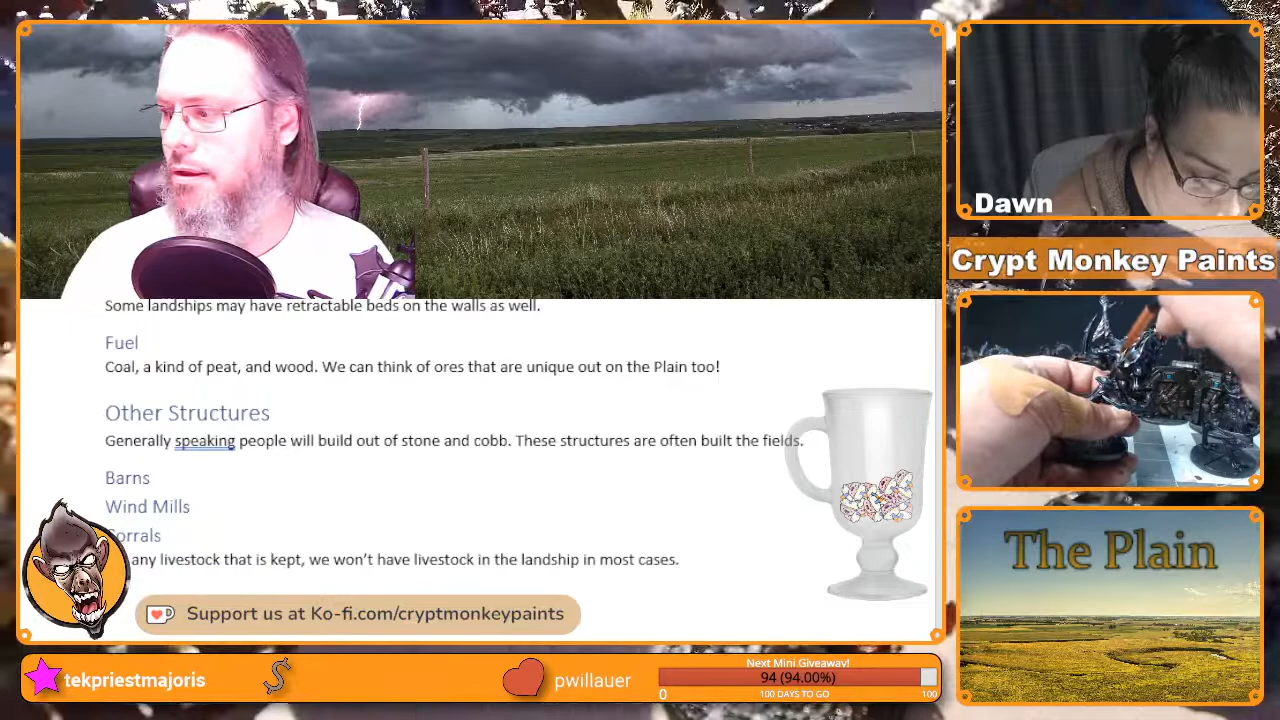 Some landships may have retractable beds on the walls as well.
Fuel
Coal, a kind of peat, and wood. We can think of ores that are unique out on the Plain too!
Other Structures
Generally speaking people will build out of stone and cobb. These structures are often built the fields.
Barns
Wind Mills
Corrals
any livestock that is kept, we won't have livestock in the landship in most cases.
Support us at Ko-fi.com/cryptmonkeypaints
tekpriestmajoris
pwillauer
Next Mini Giveaway!
94 (94.00%)
0
100 DAYS TO GO
100
Dawn
Crypt Monkey Paints
The Plain